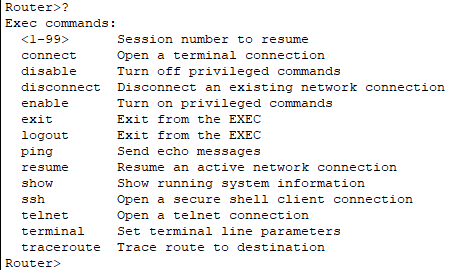 Router>?
Exec commands:
  <1-99>      Session number to resume
  connect     Open a terminal connection
  disable     Turn off privileged commands
  disconnect  Disconnect an existing network connection
  enable      Turn on privileged commands
  exit        Exit from the EXEC
  logout      Exit from the EXEC
  ping        Send echo messages
  resume      Resume an active network connection
  show        Show running system information
  ssh         Open a secure shell client connection
  telnet      Open a telnet connection
  terminal    Set terminal line parameters
  traceroute  Trace route to destination
Router>